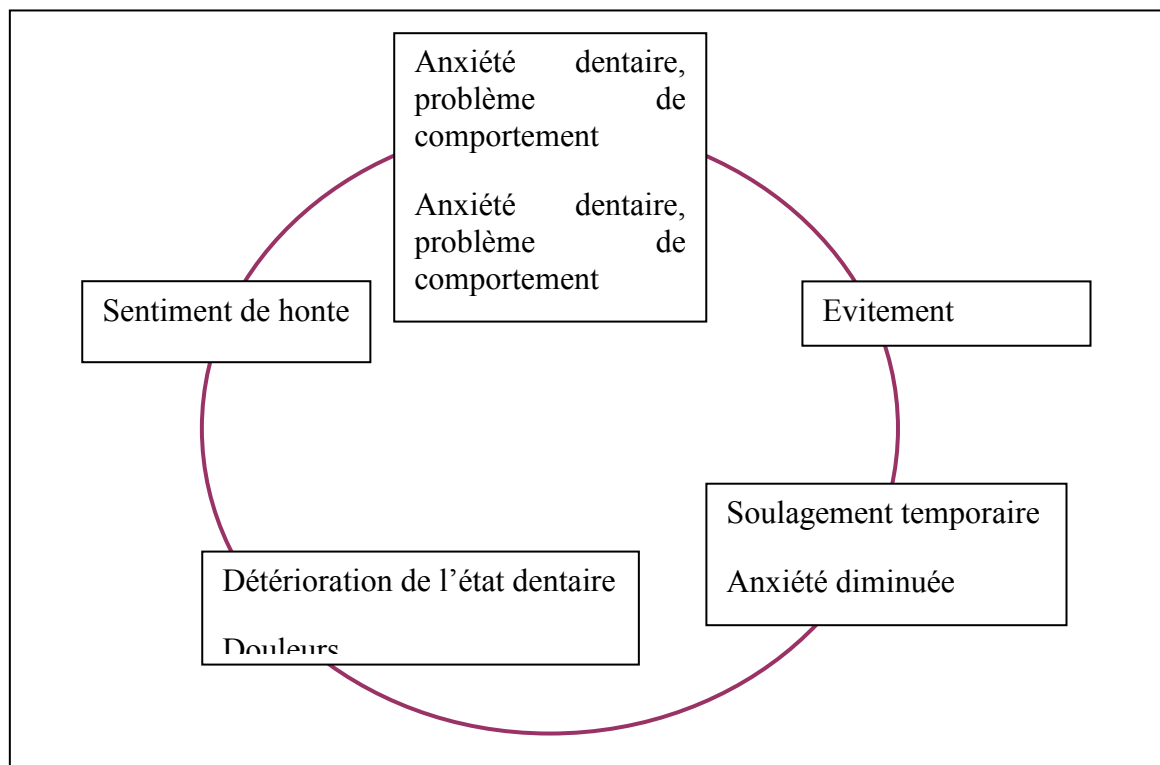 Anxiété dentaire,
problème de
comportement
Anxiété dentaire,
problème de
comportement
Sentiment de honte
Evitement
Soulagement temporaire
Anxiété diminuée
Détérioration de l'état dentaire
Douleurs